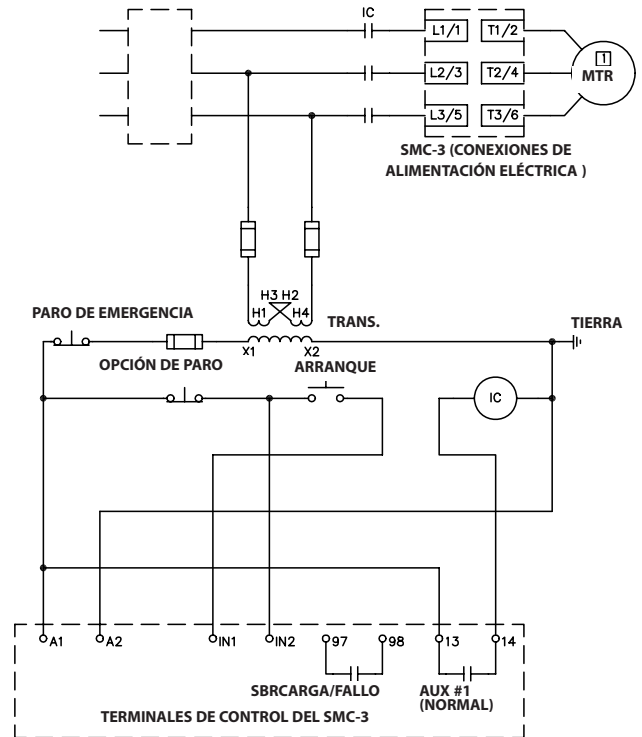 IC
L1/1 T1/2
L2/3 T2/4
L3/5 T3/6
1
MTR
SMC-3 (CONEXIONES DE
ALIMENTACIÓN ELÉCTRICA )
H3 H2
H1 H4
PARO DE EMERGENCIA
TRANS.
TIERRA
X1 X2
OPCIÓN DE PARO
ARRANQUE
IC
A1 A2 IN1 IN2 97 98 13 14
SBRCARGA/FALLO
AUX #1
(NORMAL)
TERMINALES DE CONTROL DEL SMC-3